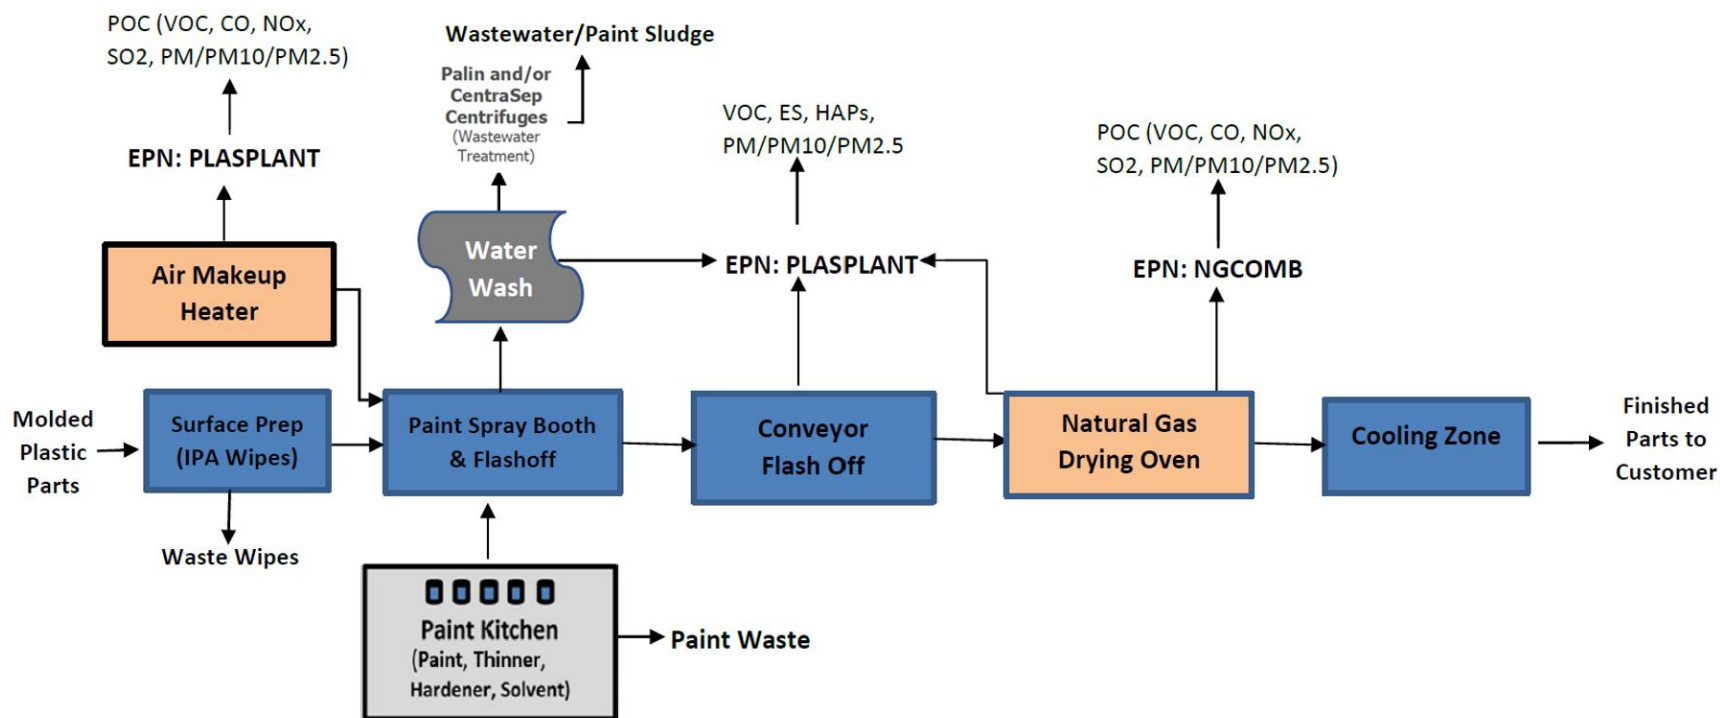 POC (VOC, CO, NOx,
SO2, PM/PM10/PM2.5)
EPN: PLASPLANT
Air Makeup
Heater
Wastewater/Paint Sludge
Palin and/or
CentraSep
Centrifuges
(Wastewater
Treatment)
Water
Wash
VOC, ES, HAPs,
PM/PM10/PM2.5
EPN: PLASPLANT
POC (VOC, CO, NOx,
SO2, PM/PM10/PM2.5)
EPN: NGCOMB
Molded
Plastic
Parts
Surface Prep
(IPA Wipes)
Paint Spray Booth
& Flashoff
Conveyor
Flash Off
Natural Gas
Drying Oven
Cooling Zone
Finished
Parts to
Customer
Waste Wipes
Paint Kitchen
(Paint, Thinner,
Hardener, Solvent)
Paint Waste